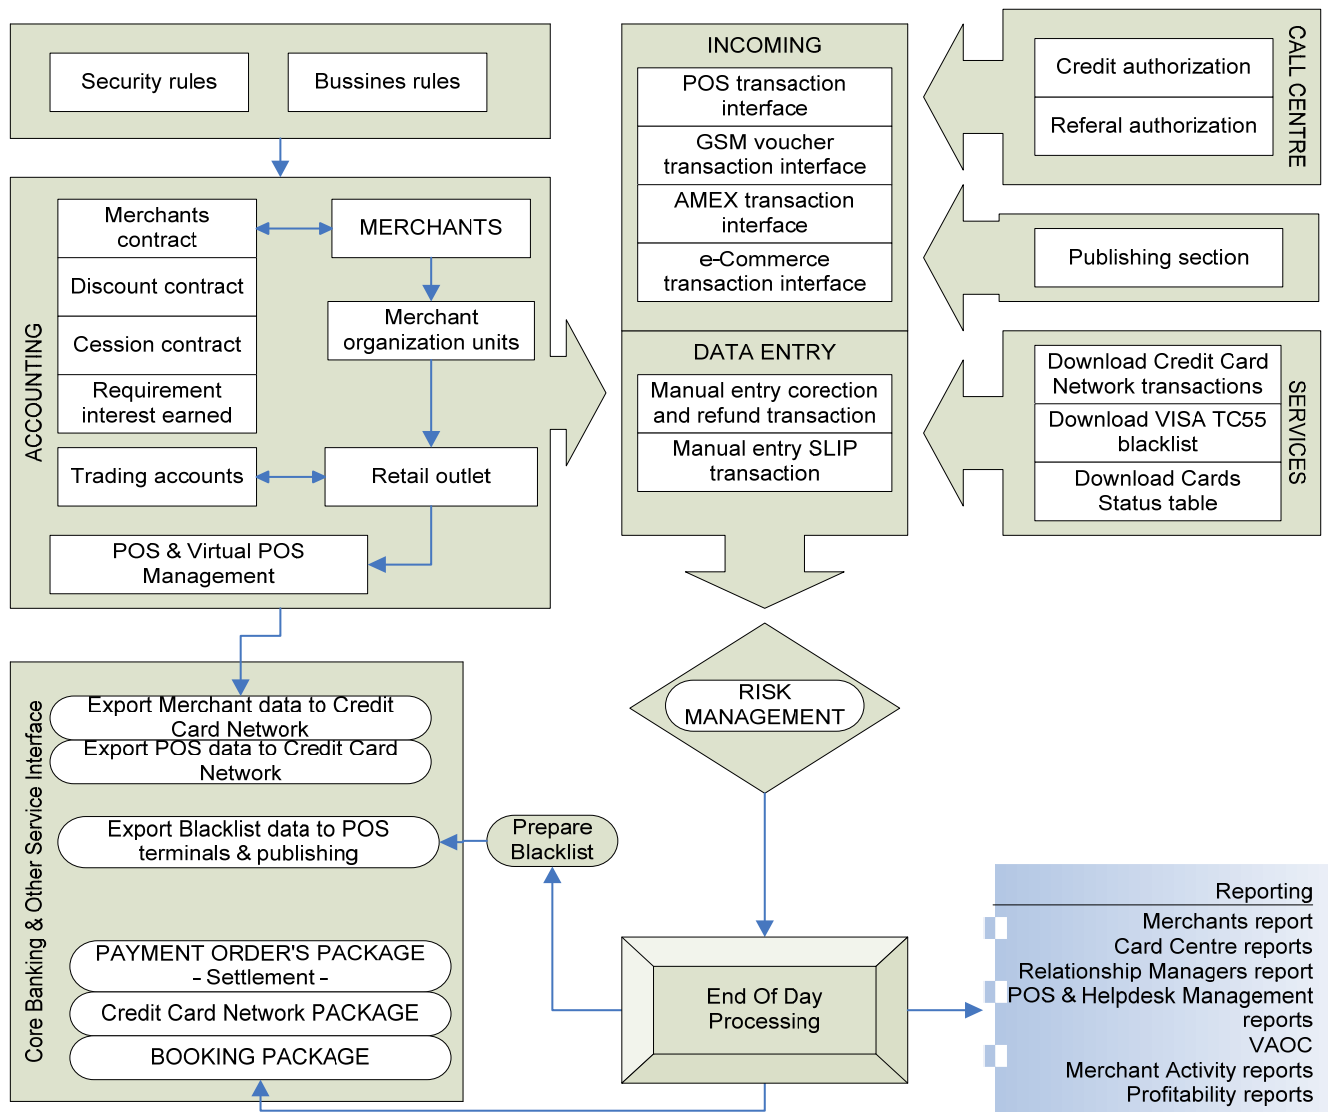 Security rules
Bussines rules
ACCOUNTING
Merchants
contract
Discount contract
Cession contract
Requirement
interest earned
Trading accounts
MERCHANTS
Merchant
organization units
Retail outlet
POS & Virtual POS
Management
INCOMING
POS transaction
interface
GSM voucher
transaction interface
AMEX transaction
interface
e-Commerce
transaction interface
DATA ENTRY
Manual entry corection
and refund transaction
Manual entry SLIP
transaction
CALL CENTRE
Credit authorization
Referal authorization
Publishing section
SERVICES
Download Credit Card
Network transactions
Download VISA TC55
blacklist
Download Cards
Status table
RISK
MANAGEMENT
Core Banking & Other Service Interface
Export Merchant data to Credit
Card Network
Export POS data to Credit Card
Network
Export Blacklist data to POS
terminals & publishing
Prepare
Blacklist
PAYMENT ORDER'S PACKAGE
- Settlement -
Credit Card Network PACKAGE
BOOKING PACKAGE
End Of Day
Processing
Reporting
Merchants report
Card Centre reports
Relationship Managers report
POS & Helpdesk Management
reports
VAOC
Merchant Activity reports
Profitability reports